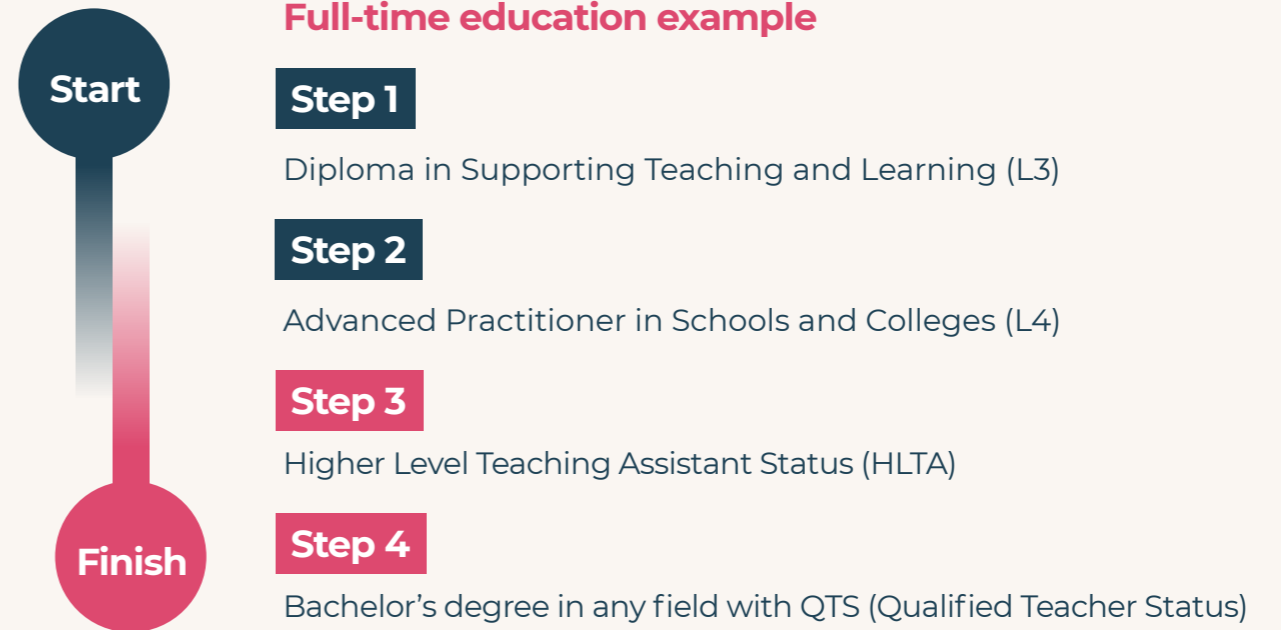 Full-time education example
Start
Step 1
Diploma in Supporting Teaching and Learning (L3)
Step 2
Advanced Practitioner in Schools and Colleges (L4)
Step 3
Higher Level Teaching Assistant Status (HLTA)
Finish
Step 4
Bachelor’s degree in any field with QTS (Qualified Teacher Status)